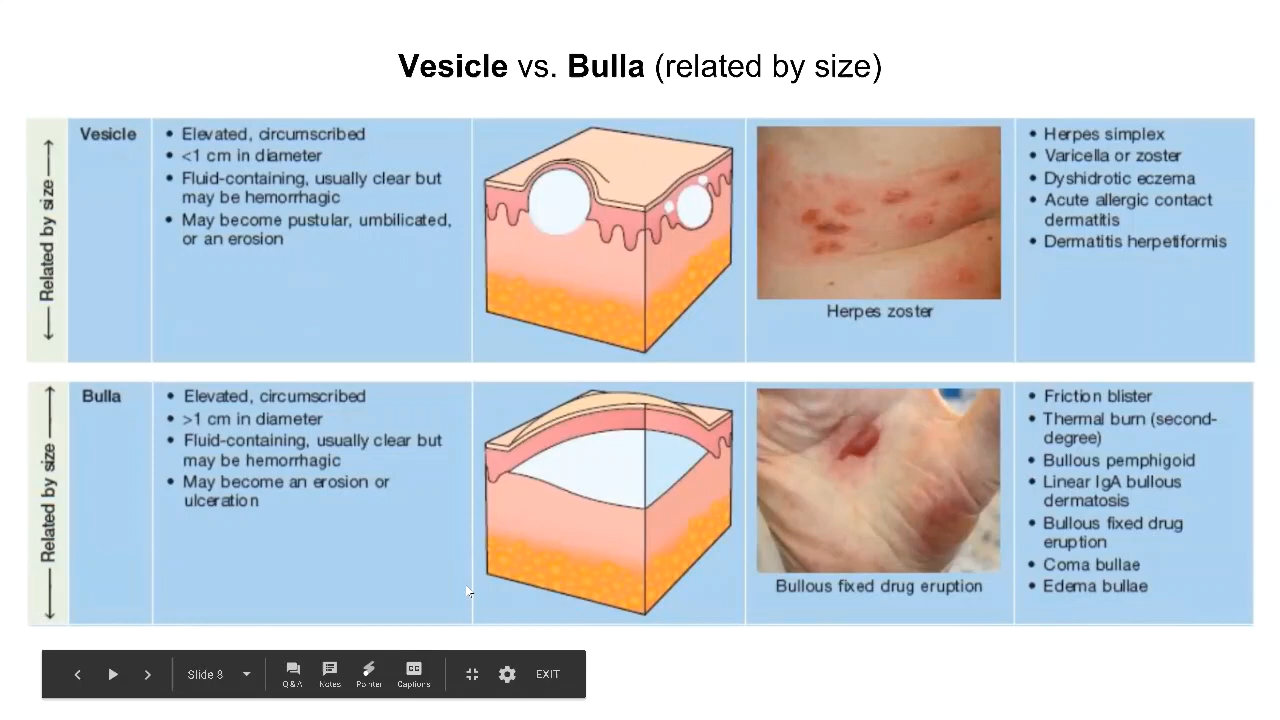 Vesicle vs. Bulla (related by size)
Related by size
Vesicle
• Elevated, circumscribed
• <1 cm in diameter
• Fluid-containing, usually clear but
may be hemorrhagic
• May become pustular, umbilicated,
or an erosion
Herpes zoster
• Herpes simplex
• Varicella or zoster
• Dyshidrotic eczema
• Acute allergic contact
dermatitis
• Dermatitis herpetiformis
Related by size
Bulla
• Elevated, circumscribed
• >1 cm in diameter
• Fluid-containing, usually clear but
may be hemorrhagic
• May become an erosion or
ulceration
Bullous fixed drug eruption
• Friction blister
• Thermal burn (second-
degree)
• Bullous pemphigoid
• Linear IgA bullous
dermatosis
• Bullous fixed drug
eruption
• Coma bullae
• Edema bullae
Slide 8
Q&A
Notes
Pointer
CC
Captions
EXIT